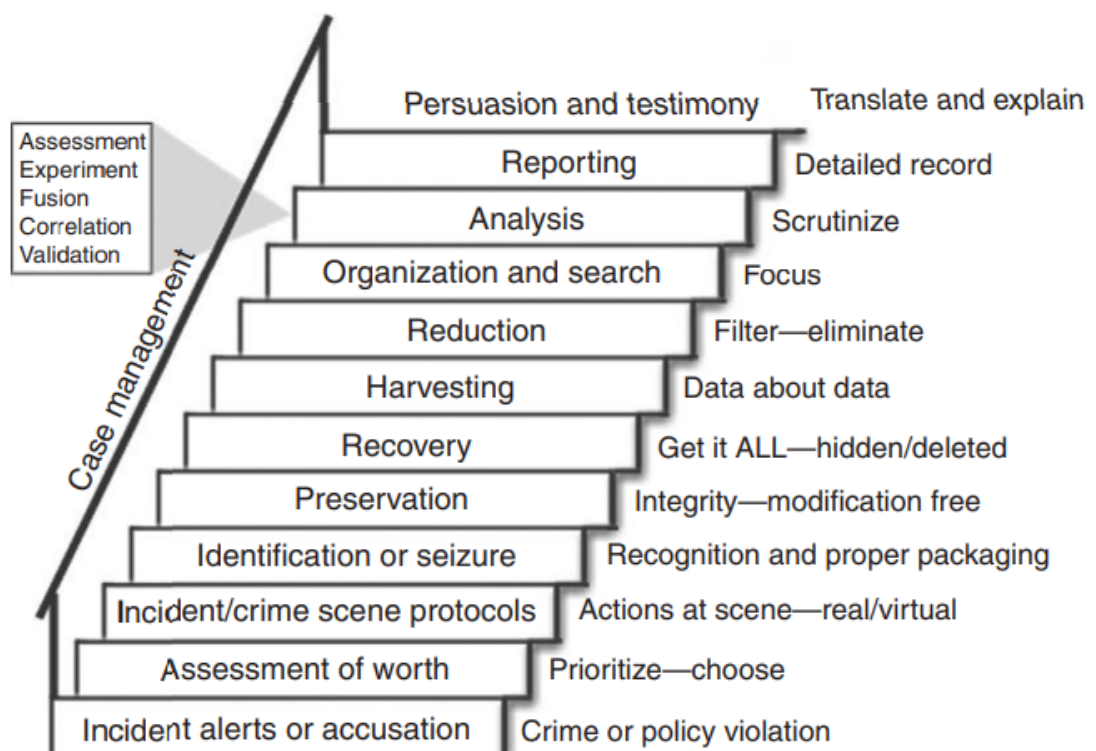 Persuasion and testimony Translate and explain
Assessment
Experiment
Fusion
Correlation
Validation
Reporting Detailed record
Analysis Scrutinize
Organization and search Focus
Reduction Filter—eliminate
Harvesting Data about data
Case management
Recovery Get it ALL—hidden/deleted
Preservation Integrity—modification free
Identification or seizure Recognition and proper packaging
Incident/crime scene protocols Actions at scene—real/virtual
Assessment of worth Prioritize—choose
Incident alerts or accusation Crime or policy violation